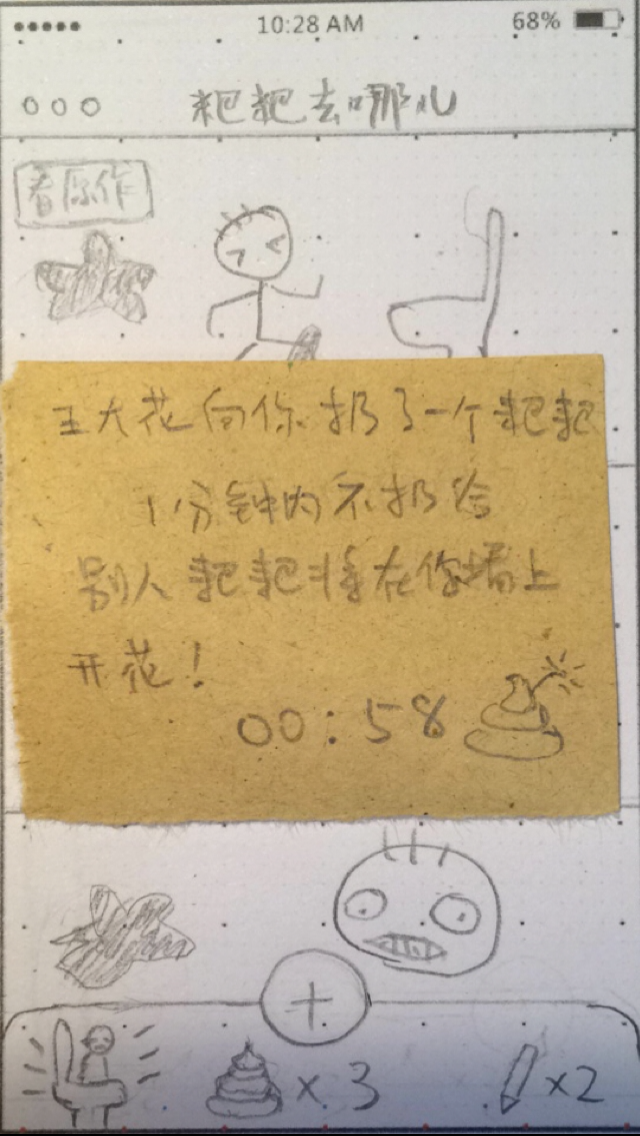 10:28 AM 68%
粑粑去哪儿
看原作
王大花向你扔了一个粑粑
1分钟内不扔给
别人 粑粑将在你墙上
开花！
00:58
+
x3
x2